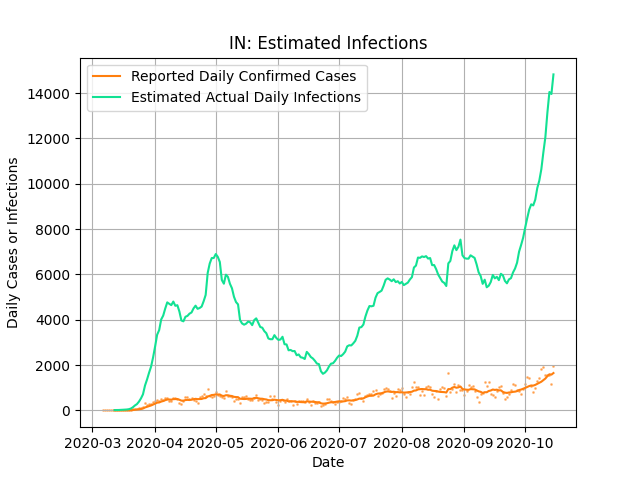 IN: Estimated Infections
Reported Daily Confirmed Cases
Estimated Actual Daily Infections
14000
12000
10000
8000
6000
4000
2000
0
Daily Cases or Infections
2020-03 2020-04 2020-05 2020-06 2020-07 2020-08 2020-09 2020-10
Date